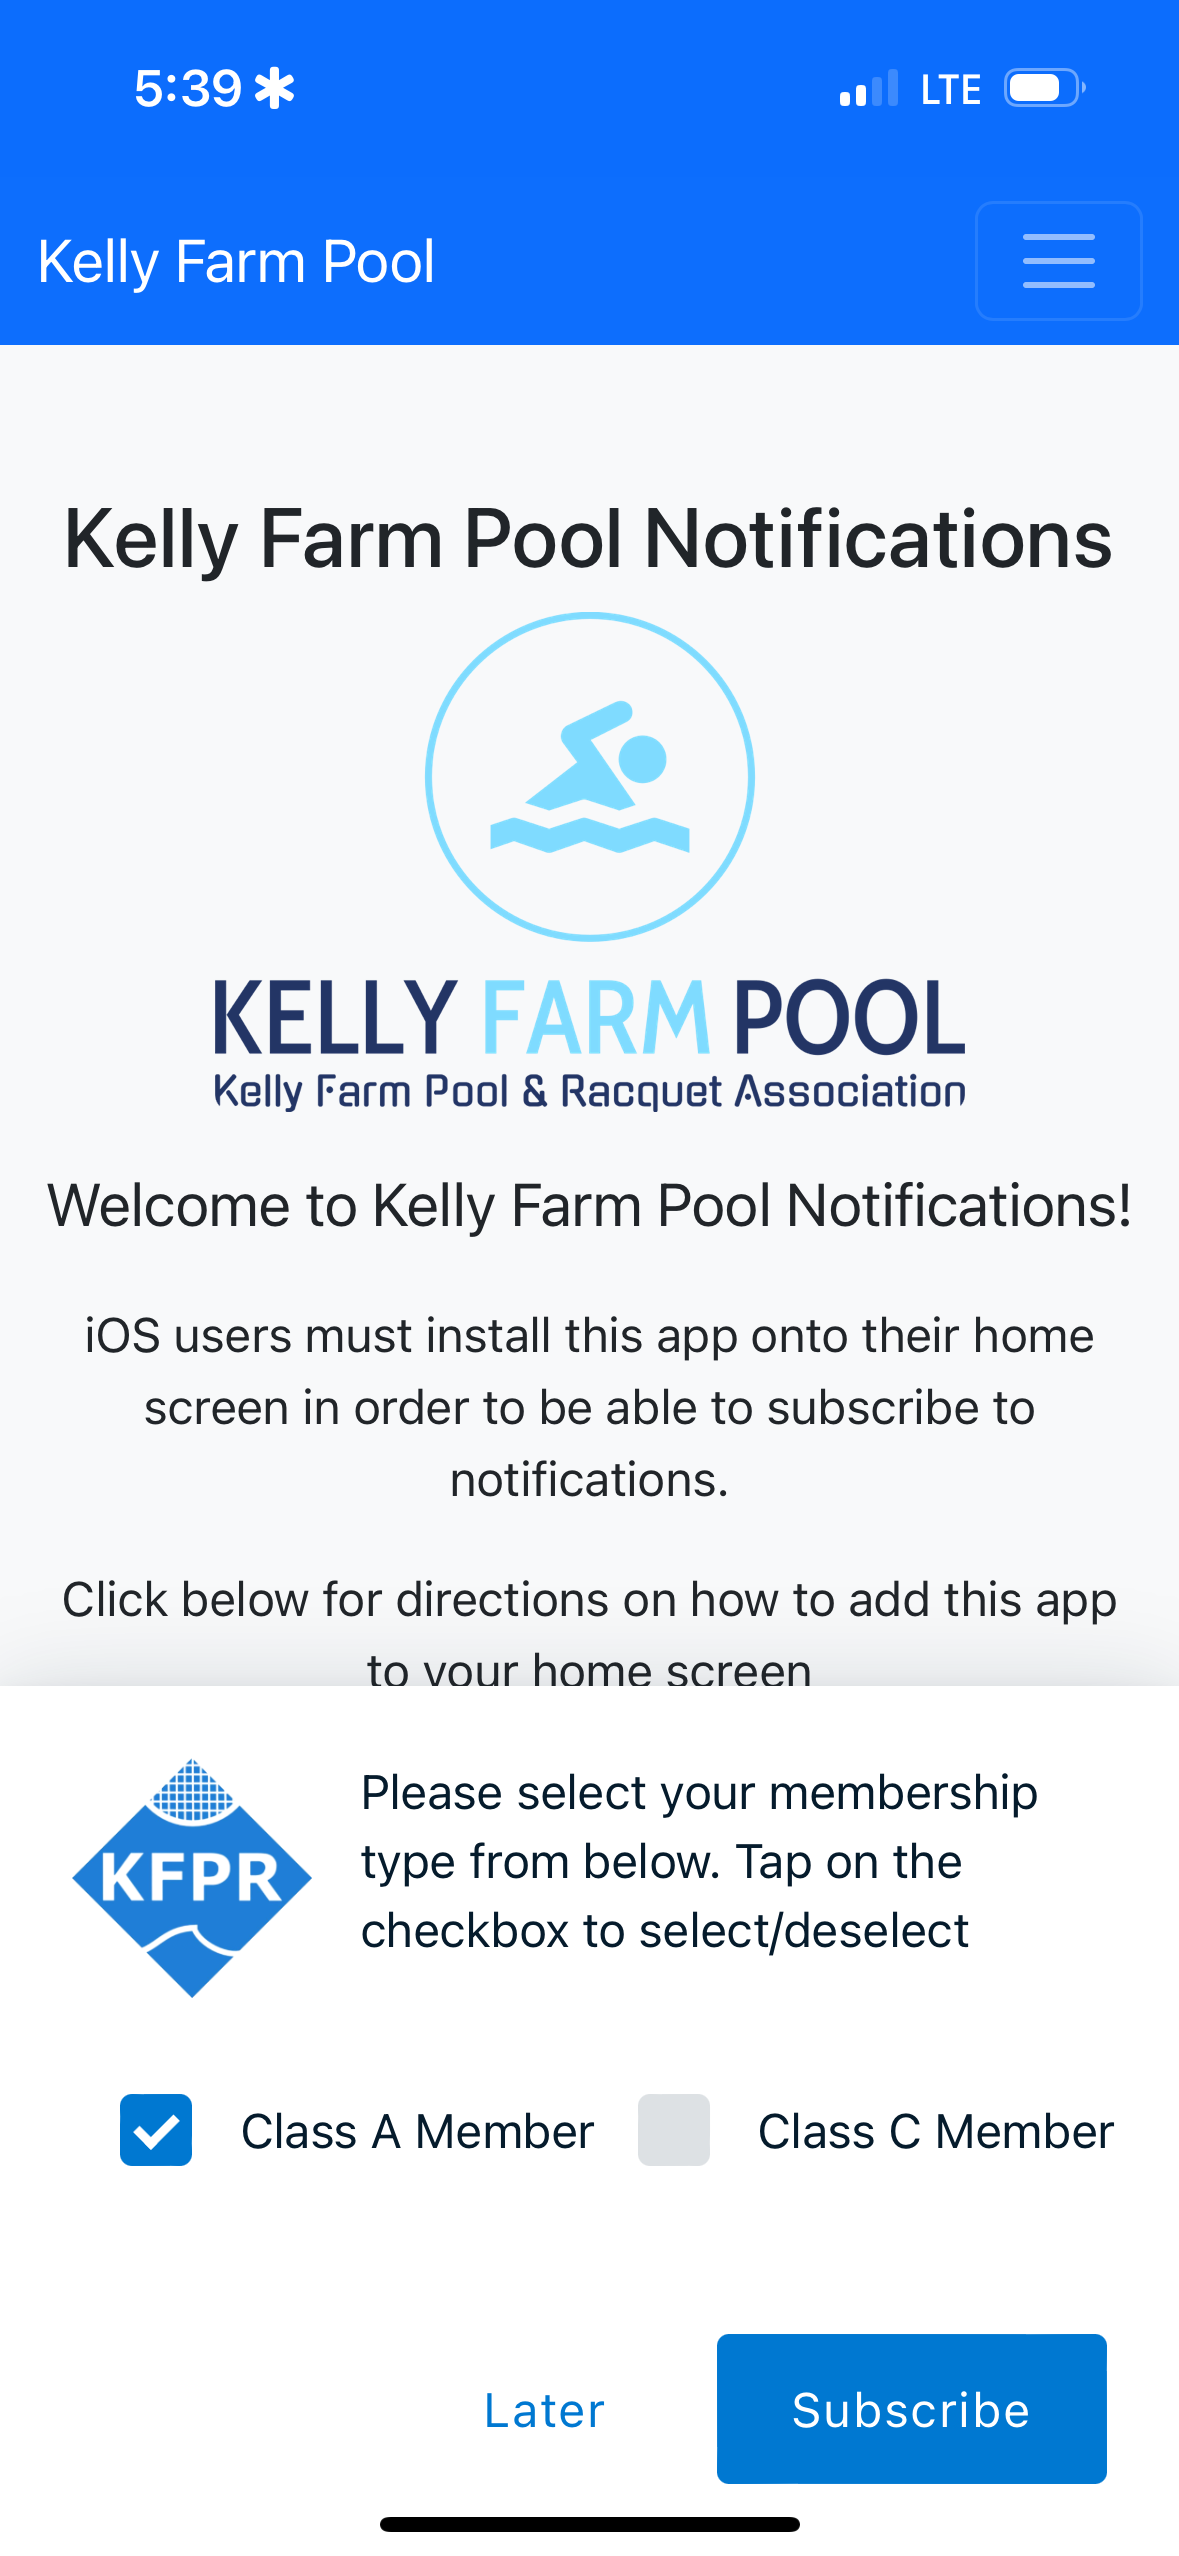 5:39
LTE
Kelly Farm Pool
Kelly Farm Pool Notifications
KELLY FARM POOL
Kelly Farm Pool & Racquet Association
Welcome to Kelly Farm Pool Notifications!
iOS users must install this app onto their home
screen in order to be able to subscribe to
notifications.
Click below for directions on how to add this app
to your home screen
KFPR
Please select your membership
type from below. Tap on the
checkbox to select/deselect
Class A Member
Class C Member
Later
Subscribe